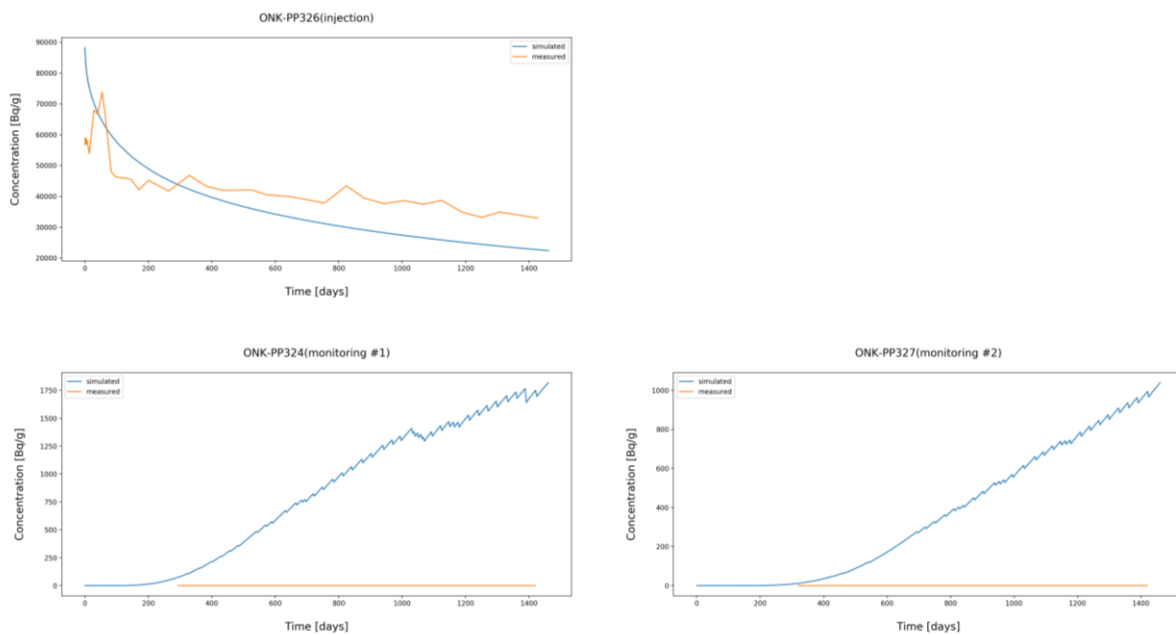 ONK-PP326(injection)
Concentration [Bq/g]
90000
80000
70000
60000
50000
40000
30000
20000
simulated
measured
0 200 400 600 800 1000 1200 1400
Time [days]
ONK-PP324(monitoring #1)
Concentration [Bq/g]
1750
1500
1250
1000
750
500
250
0
simulated
measured
0 200 400 600 800 1000 1200 1400
Time [days]
ONK-PP327(monitoring #2)
Concentration [Bq/g]
1000
800
600
400
200
0
simulated
measured
0 200 400 600 800 1000 1200 1400
Time [days]